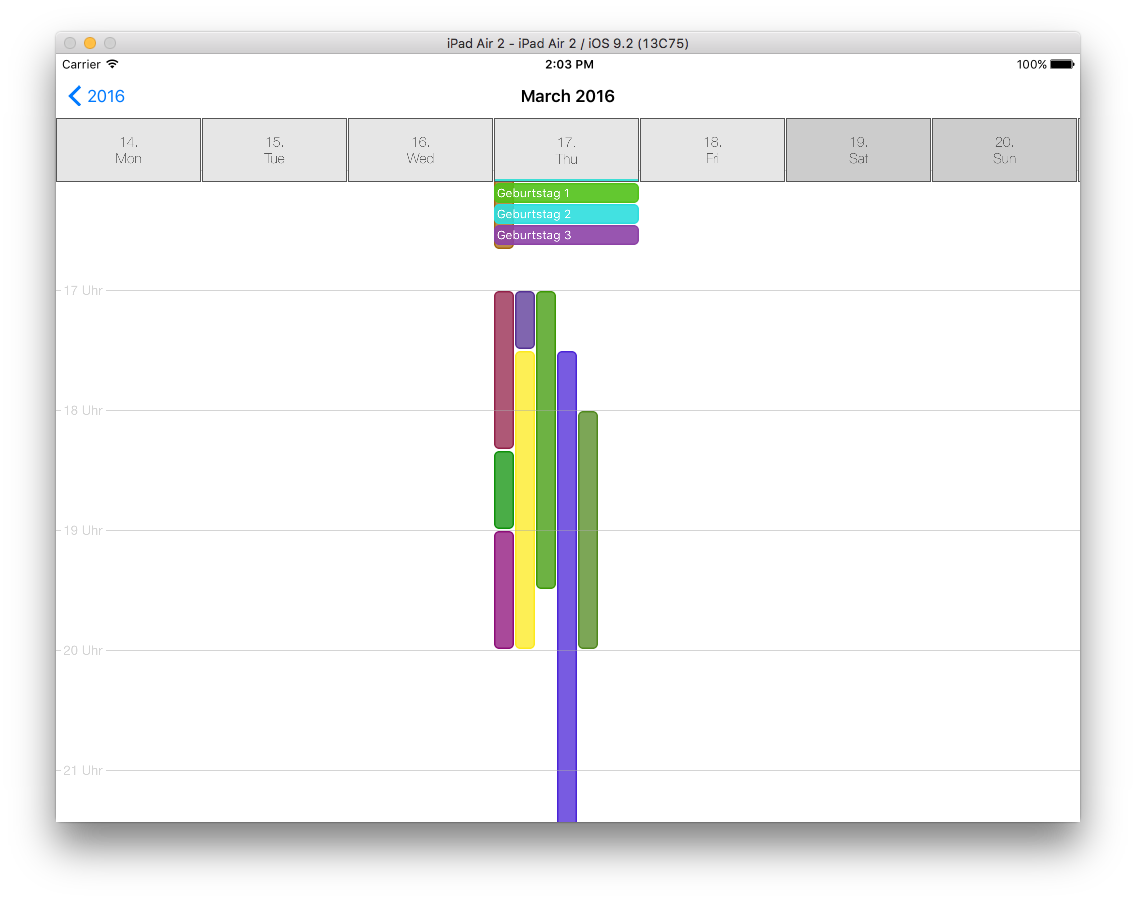 iPad Air 2 - iPad Air 2 / iOS 9.2 (13C75)
Carrier 2:03 PM 100%
2016 March 2016
14. 15. 16. 17. 18. 19. 20.
Mon Tue Wed Thu Fri Sat Sun
Geburtstag 1
Geburtstag 2
Geburtstag 3
17 Uhr
18 Uhr
19 Uhr
20 Uhr
21 Uhr